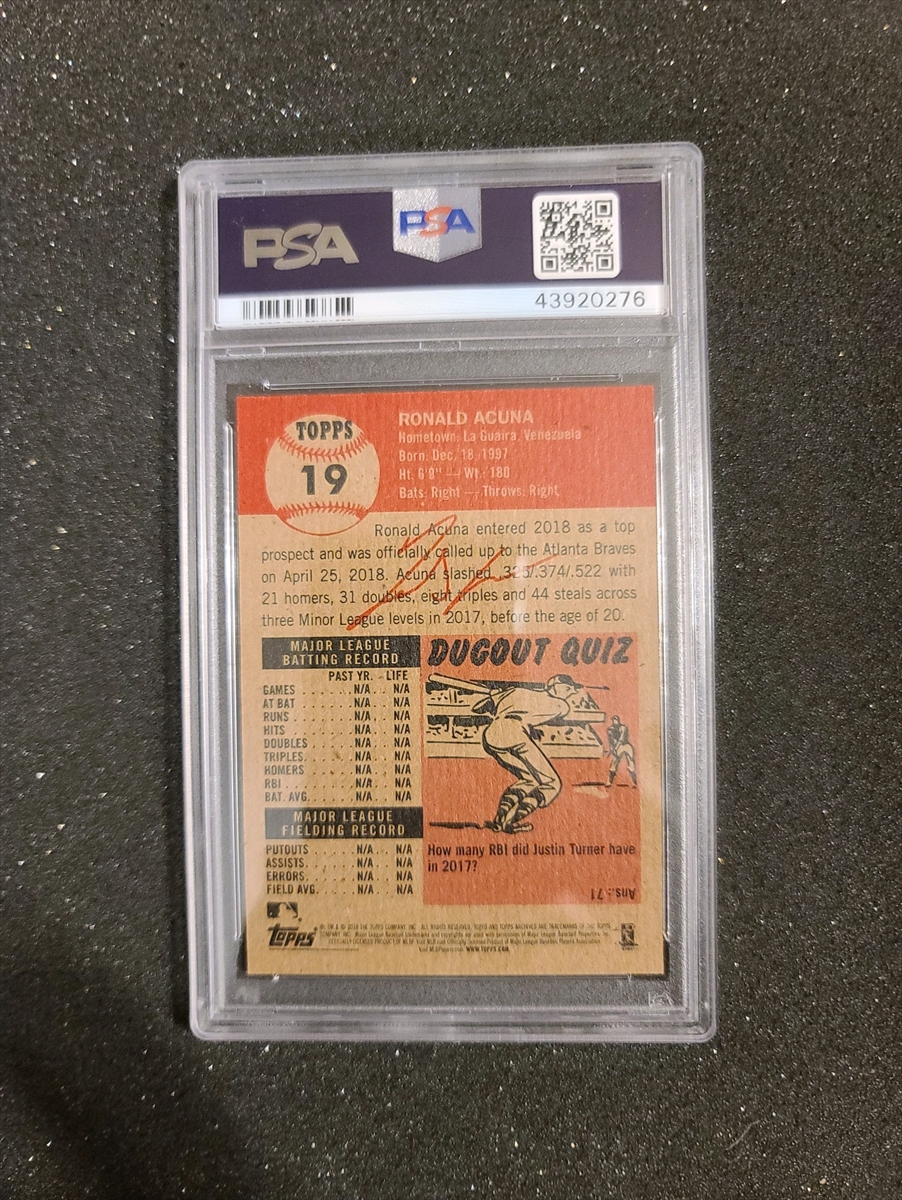 PSA
PSA
43920276
TOPPS
19
RONALD ACUNA
Hometown: La Guaira, Venezuela
Born: Dec. 18, 1997
Ht: 6'0" — Wt: 180
Bats: Right — Throws: Right
Ronald Acuna entered 2018 as a top
prospect and was officially called up to the Atlanta Braves
on April 25, 2018. Acuna slashed .325/.374/.522 with
21 homers, 31 doubles, eight triples and 44 steals across
three Minor League levels in 2017, before the age of 20.
MAJOR LEAGUE
BATTING RECORD
PAST YR. - LIFE
GAMES . . . . . . . . N/A . . N/A
AT BAT . . . . . . . . N/A . . N/A
RUNS . . . . . . . . N/A . . N/A
HITS . . . . . . . . N/A . . N/A
DOUBLES . . . . . . . . N/A . . N/A
TRIPLES . . . . . . . . N/A . . N/A
HOMERS . . . . . . . . N/A . . N/A
RBI . . . . . . . . N/A . . N/A
BAT. AVG. . . . . . . . N/A . . N/A
MAJOR LEAGUE
FIELDING RECORD
PUTOUTS . . . . . . . . N/A . . N/A
ASSISTS. . . . . . . . N/A . . N/A
ERRORS. . . . . . . . N/A . . N/A
FIELD AVG. . . . . . . N/A . . N/A
DUGOUT QUIZ
How many RBI did Justin Turner have
in 2017?
Ans.: 71
Topps
WWW.TOPPS.COM